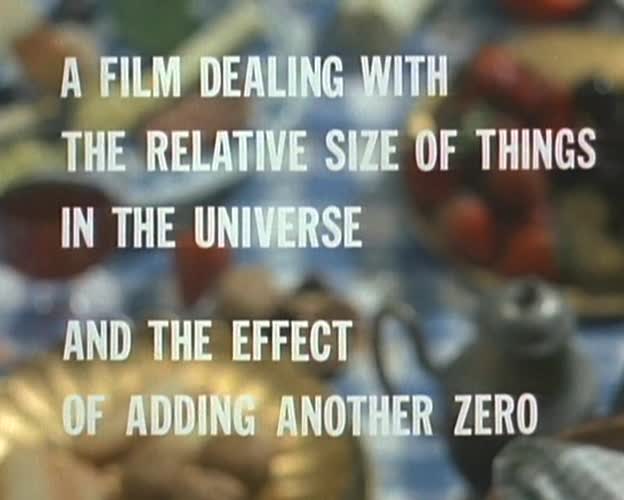 A FILM DEALING WITH
THE RELATIVE SIZE OF THINGS
IN THE UNIVERSE
AND THE EFFECT
OF ADDING ANOTHER ZERO